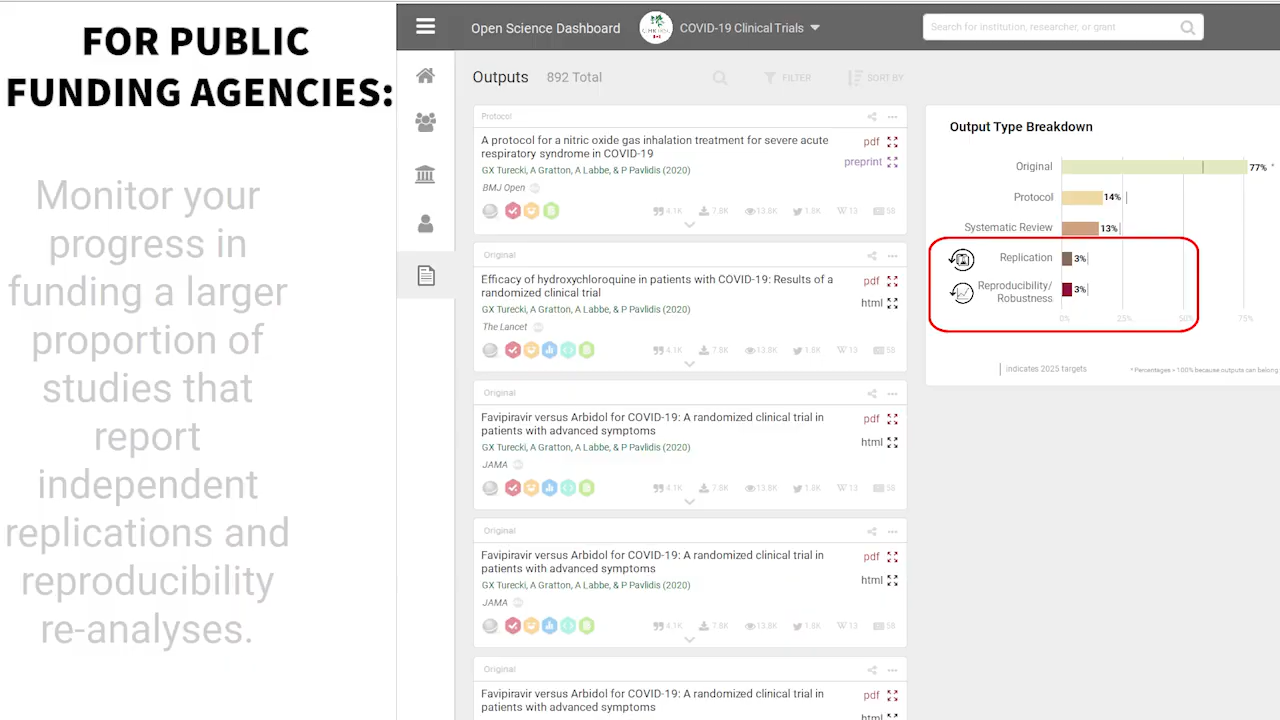 FOR PUBLIC
FUNDING AGENCIES:
Monitor your
progress in
funding a larger
proportion of
studies that
report
independent
replications and
reproducibility
re-analyses.
Open Science Dashboard
COVID-19 Clinical Trials
Search for institution, researcher, or grant
Outputs 892 Total
FILTER
SORT BY
Protocol
A protocol for a nitric oxide gas inhalation treatment for severe acute
respiratory syndrome in COVID-19
pdf
preprint
GX Turecki, A Gratton, A Labbe, & P Pavlidis (2020)
BMJ Open
4.1K 7.8K 13.8K 1.8K W 13 58
Original
Efficacy of hydroxychloroquine in patients with COVID-19: Results of a
randomized clinical trial
pdf
html
GX Turecki, A Gratton, A Labbe, & P Pavlidis (2020)
The Lancet
4.1K 7.8K 13.8K 1.8K W 13 58
Original
Favipiravir versus Arbidol for COVID-19: A randomized clinical trial in
patients with advanced symptoms
pdf
html
GX Turecki, A Gratton, A Labbe, & P Pavlidis (2020)
JAMA
4.1K 7.8K 13.8K 1.8K W 13 58
Original
Favipiravir versus Arbidol for COVID-19: A randomized clinical trial in
patients with advanced symptoms
pdf
html
GX Turecki, A Gratton, A Labbe, & P Pavlidis (2020)
JAMA
4.1K 7.8K 13.8K 1.8K W 13 58
Original
Favipiravir versus Arbidol for COVID-19: A randomized clinical trial in
patients with advanced symptoms
pdf
html
Output Type Breakdown
Original 77% *
Protocol 14%
Systematic Review 13%
Replication 3%
Reproducibility/
Robustness 3%
0% 25% 50% 75%
indicates 2025 targets
* Percentages ≠ 100% because outputs can belong